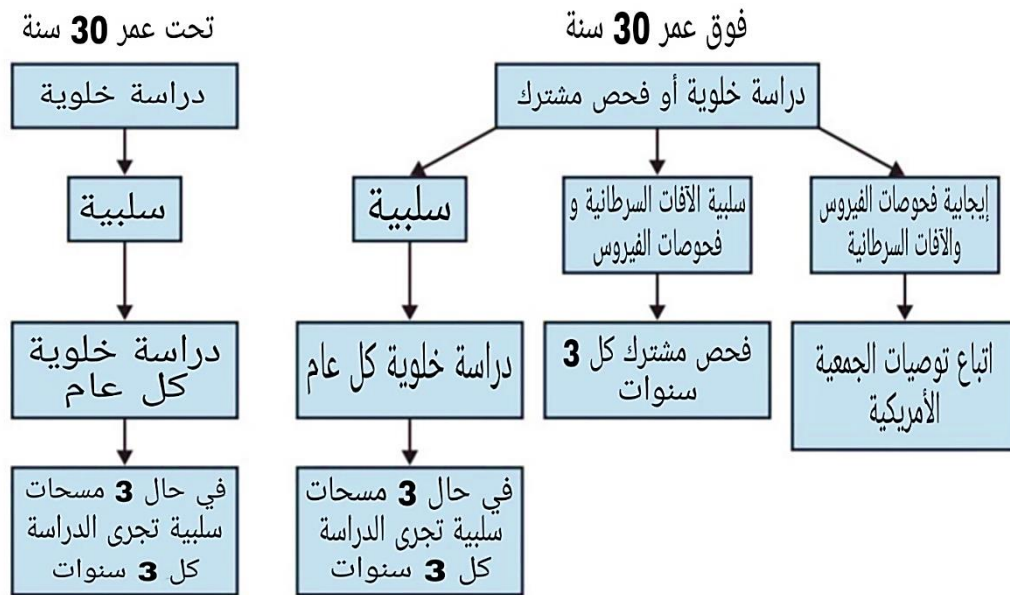 فوق عمر 30 سنة
دراسة خلوية أو فحص مشترك
إيجابية فحوصات الفيروس
والآفات السرطانية
اتباع توصيات الجمعية
الأمريكية
سلبية الآفات السرطانية و
فحوصات الفيروس
فحص مشترك كل 3
سنوات
سلبية
دراسة خلوية كل عام
في حال 3 مسحات
سلبية تجرى الدراسة
كل 3 سنوات
تحت عمر 30 سنة
دراسة خلوية
سلبية
دراسة خلوية
كل عام
في حال 3 مسحات
سلبية تجرى الدراسة
كل 3 سنوات